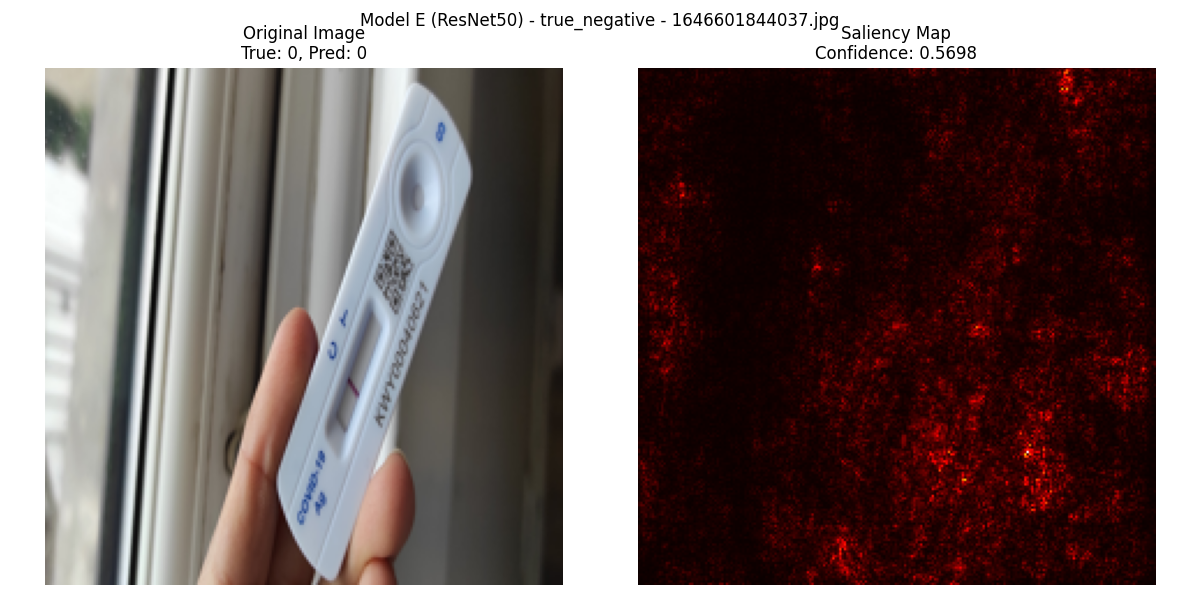 Model E (ResNet50) - true_negative - 1646601844037.jpg
Original Image
True: 0, Pred: 0
Saliency Map
Confidence: 0.5698
S
T
C
KWY00040621
COVID-19
Ag